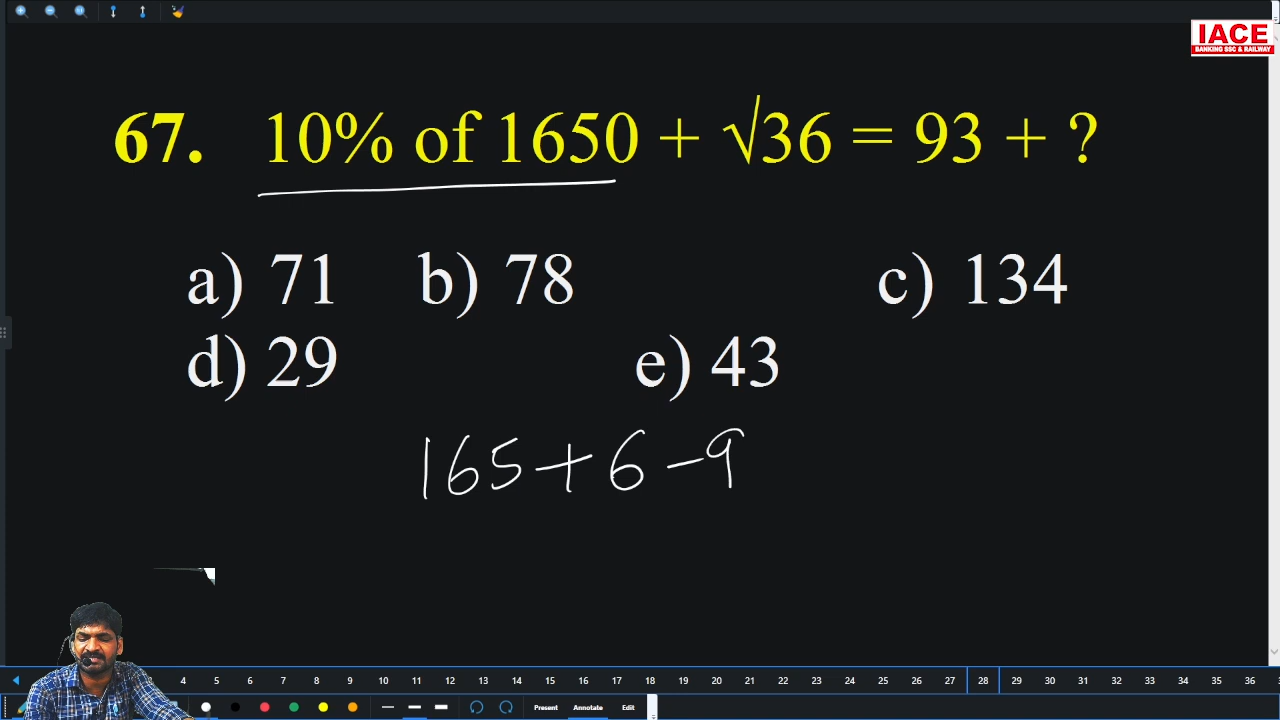 IACE
BANKING SSC & RAILWAY
67. 10% of 1650 + √36 = 93 + ?
a) 71 b) 78 c) 134
d) 29 e) 43
165+6-9
4 5 6 7 8 9 10 11 12 13 14 15 16 17 18 19 20 21 22 23 24 25 26 27 28 29 30 31 32 33 34 35 36
Present Annotate Edit